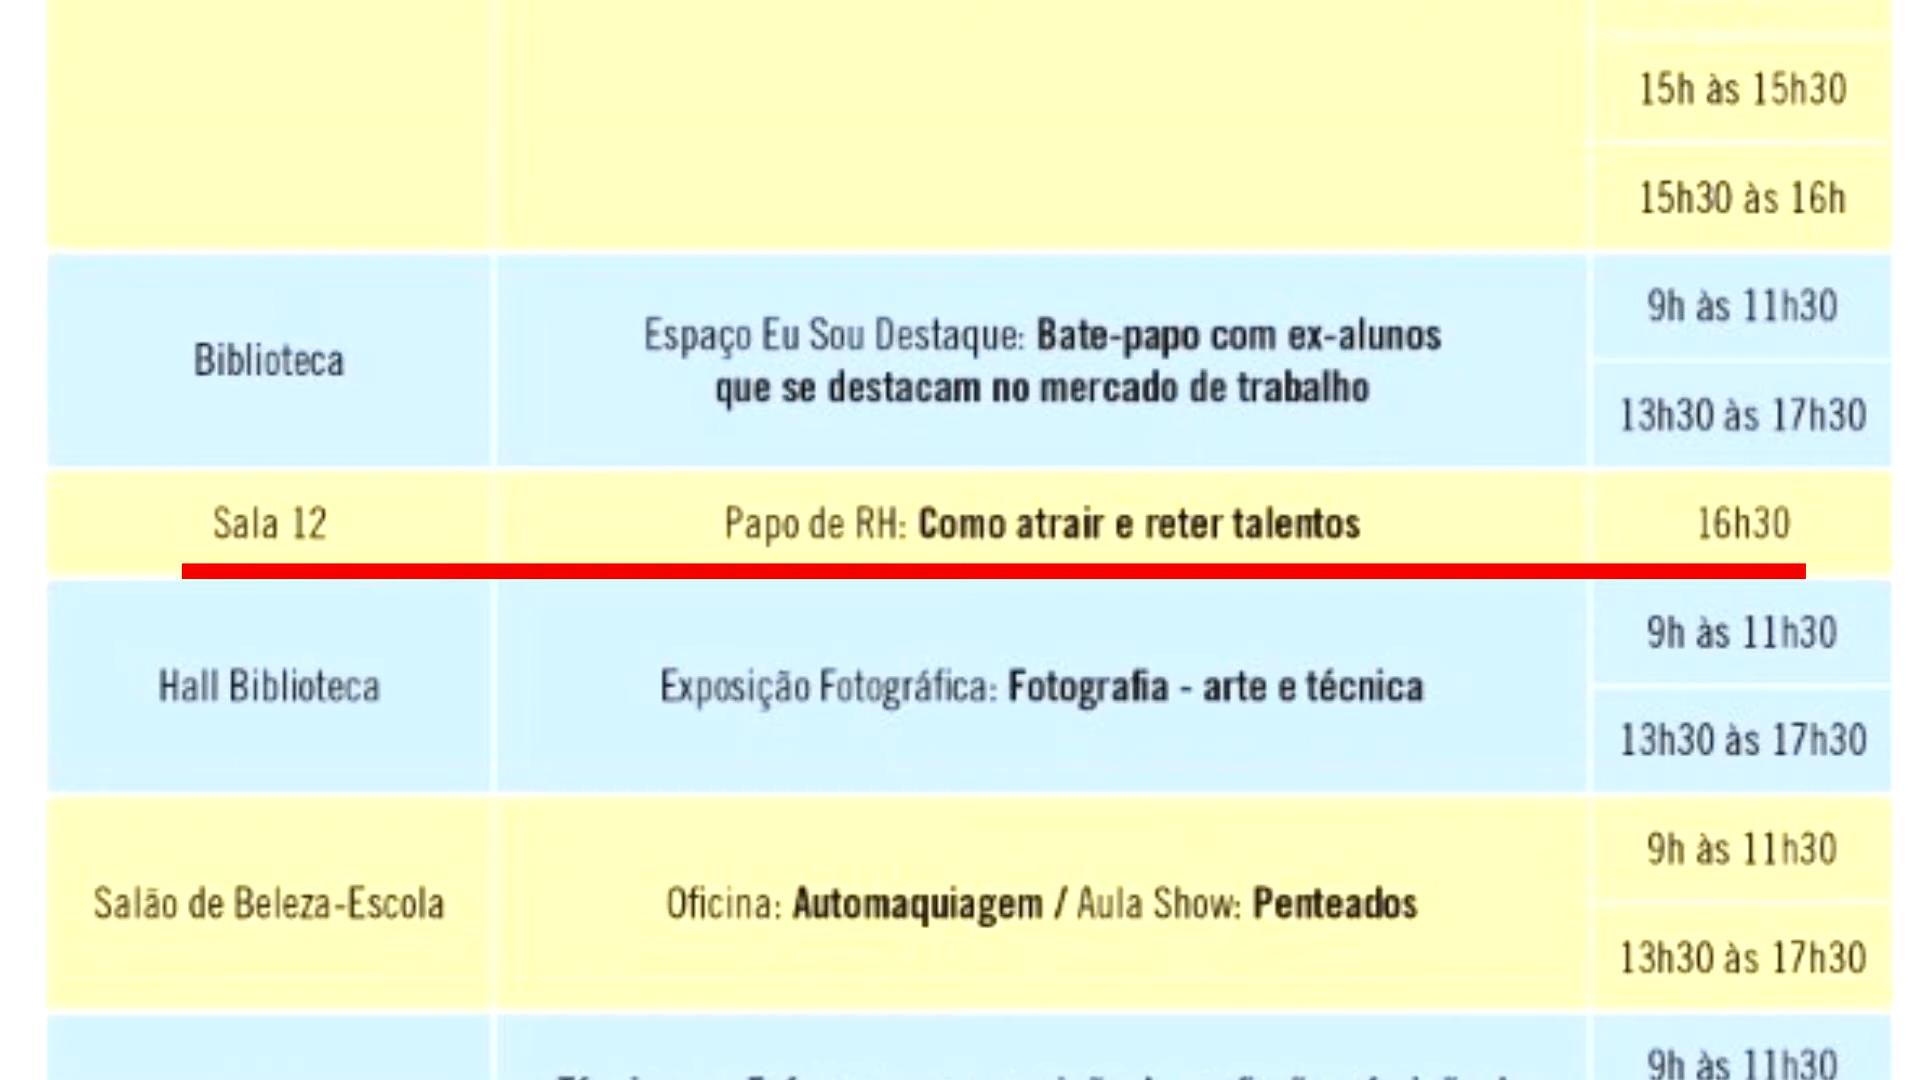 15h às 15h30
15h30 às 16h
Biblioteca
Espaço Eu Sou Destaque: Bate-papo com ex-alunos
que se destacam no mercado de trabalho
9h às 11h30
13h30 às 17h30
Sala 12
Papo de RH: Como atrair e reter talentos
16h30
Hall Biblioteca
Exposição Fotográfica: Fotografia - arte e técnica
9h às 11h30
13h30 às 17h30
Salão de Beleza-Escola
Oficina: Automaquiagem / Aula Show: Penteados
9h às 11h30
13h30 às 17h30
9h às 11h30